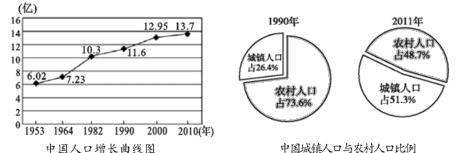 (亿)
16
14
12
10
8
6
4
2
0
6.02
7.23
10.3
11.6
12.95
13.7
1953 1964 1982 1990 2000 2010(年)
中国人口增长曲线图
1990年
城镇人口
占26.4%
农村人口
占73.6%
2011年
农村人口
占48.7%
城镇人口
占51.3%
中国城镇人口与农村人口比例